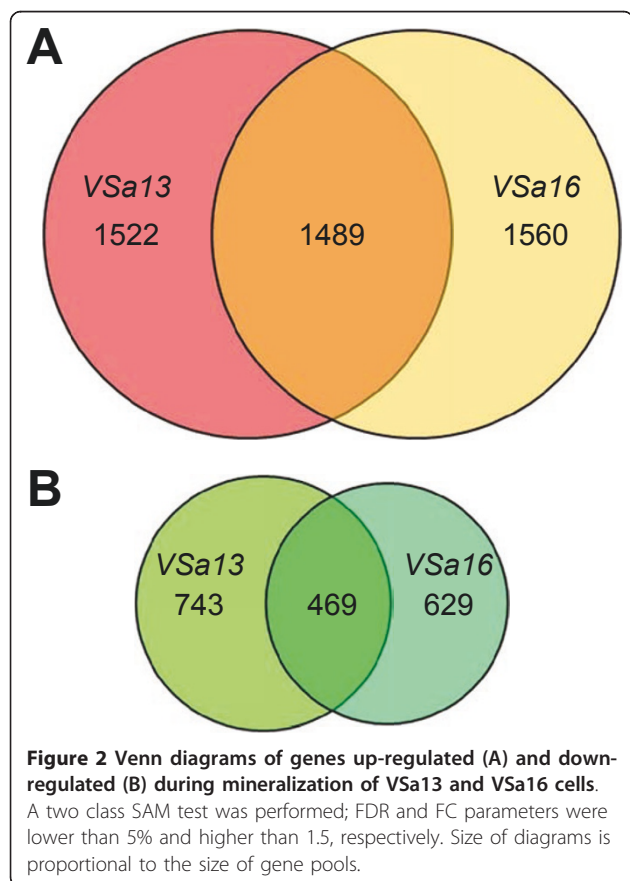 A
VSa13
VSa16
1522
1489
1560
B
VSa13
VSa16
743
469
629
Figure 2 Venn diagrams of genes up-regulated (A) and down-
regulated (B) during mineralization of VSa13 and VSa16 cells.
A two class SAM test was performed; FDR and FC parameters were
lower than 5% and higher than 1.5, respectively. Size of diagrams is
proportional to the size of gene pools.